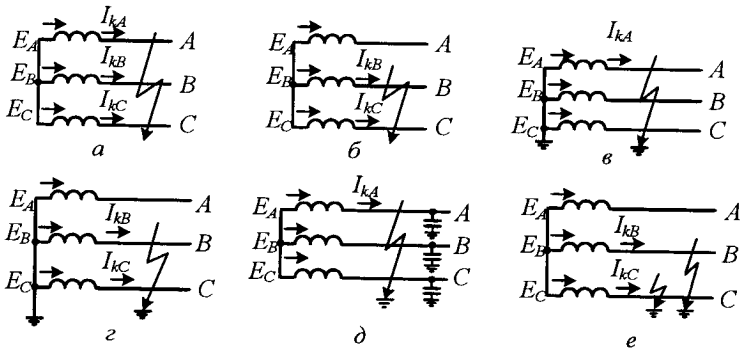 I_kA
E_A
A
I_kB
E_B
B
I_kC
E_C
C
а
E_A
A
I_kB
E_B
B
I_kC
E_C
C
б
I_kA
E_A
A
E_B
B
E_C
C
в
E_A
A
I_kB
E_B
B
I_kC
E_C
C
г
I_kA
E_A
A
E_B
B
E_C
C
д
E_A
A
I_kB
E_B
B
I_kC
E_C
C
е